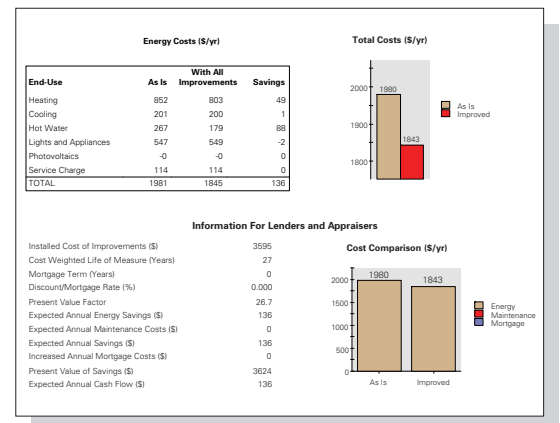 Energy Costs ($/yr)
End-Use As Is With All Improvements Savings
Heating 852 803 49
Cooling 201 200 1
Hot Water 267 179 88
Lights and Appliances 547 549 -2
Photovoltaics -0 -0 0
Service Charge 114 114 0
TOTAL 1981 1845 136
Total Costs ($/yr)
2000
1900
1800
1980
1843
As Is
Improved
Information For Lenders and Appraisers
Installed Cost of Improvements ($) 3595
Cost Weighted Life of Measure (Years) 27
Mortgage Term (Years) 0
Discount/Mortgage Rate (%) 0.000
Present Value Factor 26.7
Expected Annual Energy Savings ($) 136
Expected Annual Maintenance Costs ($) 0
Expected Annual Savings ($) 136
Increased Annual Mortgage Costs ($) 0
Present Value of Savings ($) 3624
Expected Annual Cash Flow ($) 136
Cost Comparison ($/yr)
2000
1500
1000
500
0
1980
1843
As Is Improved
Energy
Maintenance
Mortgage